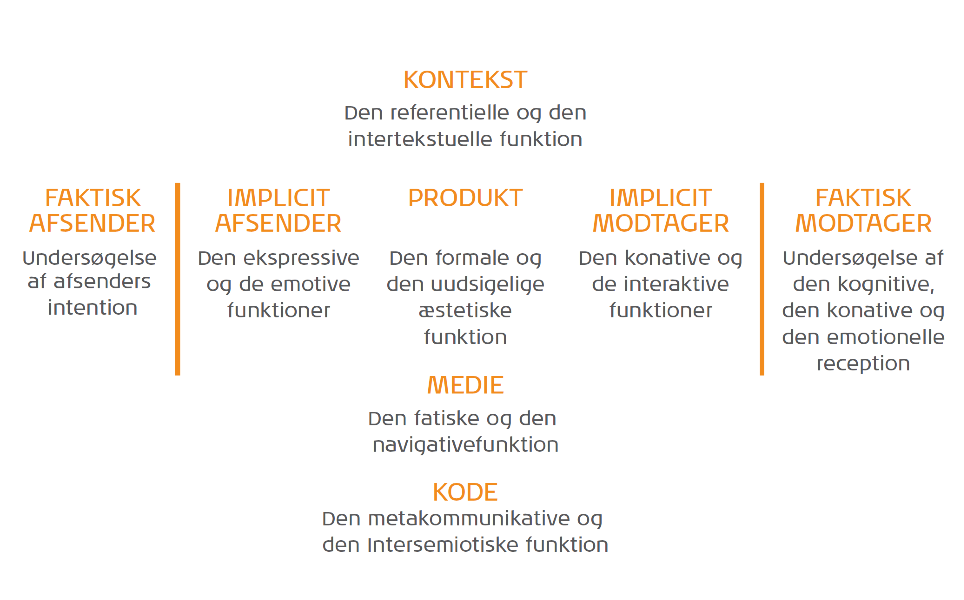 KONTEKST
Den referentielle og den
intertekstuelle funktion
FAKTISK
AFSENDER
Undersøgelse
af afsenders
intention
IMPLICIT
AFSENDER
Den ekspressive
og de emotive
funktioner
PRODUKT
Den formale og
den uudsigelige
æstetiske
funktion
IMPLICIT
MODTAGER
Den konative og
de interaktive
funktioner
FAKTISK
MODTAGER
Undersøgelse af
den kognitive,
den konative og
den emotionelle
reception
MEDIE
Den fatiske og den
navigativefunktion
KODE
Den metakommunikative og
den Intersemiotiske funktion